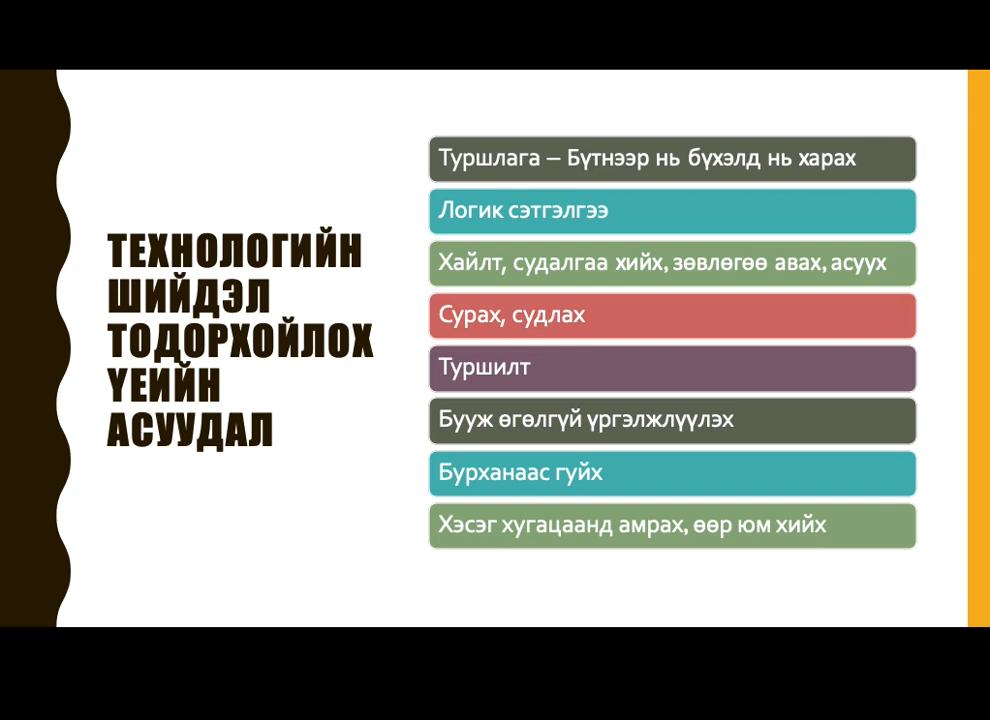 ТЕХНОЛОГИЙН
ШИЙДЭЛ
ТОДОРХОЙЛОХ
ҮЕИЙН
АСУУДАЛ
Туршлага – Бүтнээр нь бүхэлд нь харах
Логик сэтгэлгээ
Хайлт, судалгаа хийх, зөвлөгөө авах, асуух
Сурах, судлах
Туршилт
Бууж өгөлгүй үргэлжлүүлэх
Бурханаас гуйх
Хэсэг хугацаанд амрах, өөр юм хийх